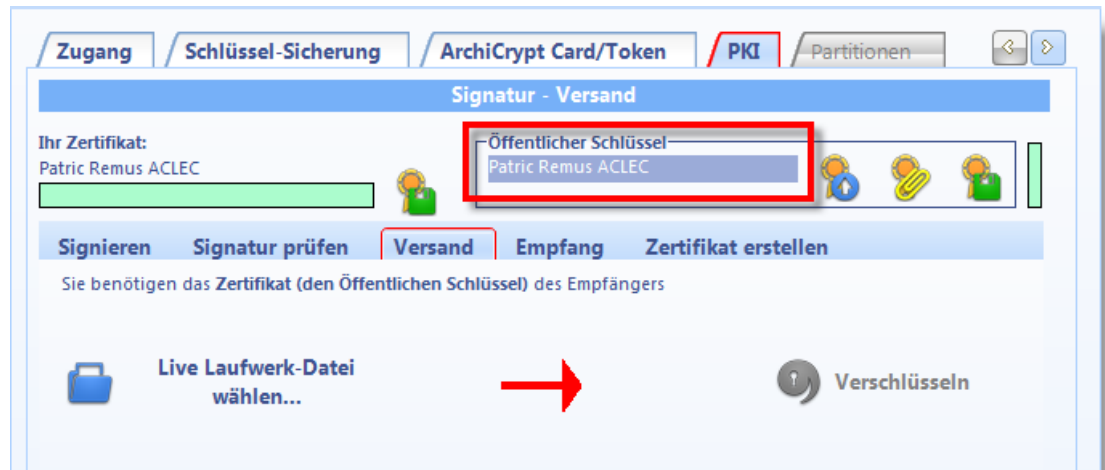 Zugang Schlüssel-Sicherung ArchiCrypt Card/Token PKI Partitionen
Signatur - Versand
Ihr Zertifikat:
Patric Remus ACLEC
Öffentlicher Schlüssel
Patric Remus ACLEC
Signieren Signatur prüfen Versand Empfang Zertifikat erstellen
Sie benötigen das Zertifikat (den Öffentlichen Schlüssel) des Empfängers
Live Laufwerk-Datei
wählen...
Verschlüsseln